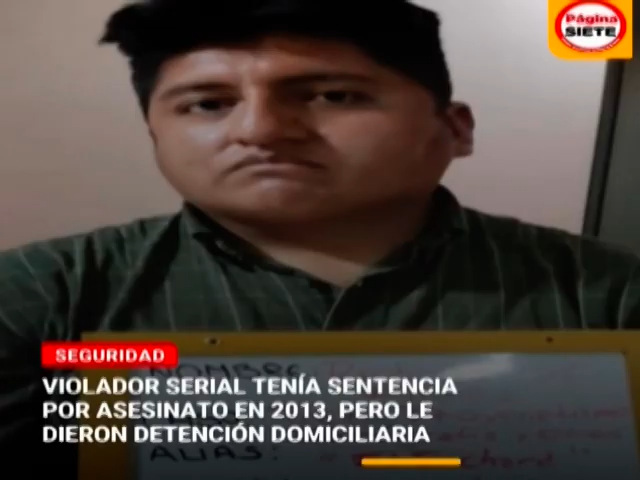 Página
SIETE
SEGURIDAD
NOMBRE
VIOLADOR SERIAL TENÍA SENTENCIA
POR ASESINATO EN 2013, PERO LE
DIERON DETENCIÓN DOMICILIARIA
ALIAS: